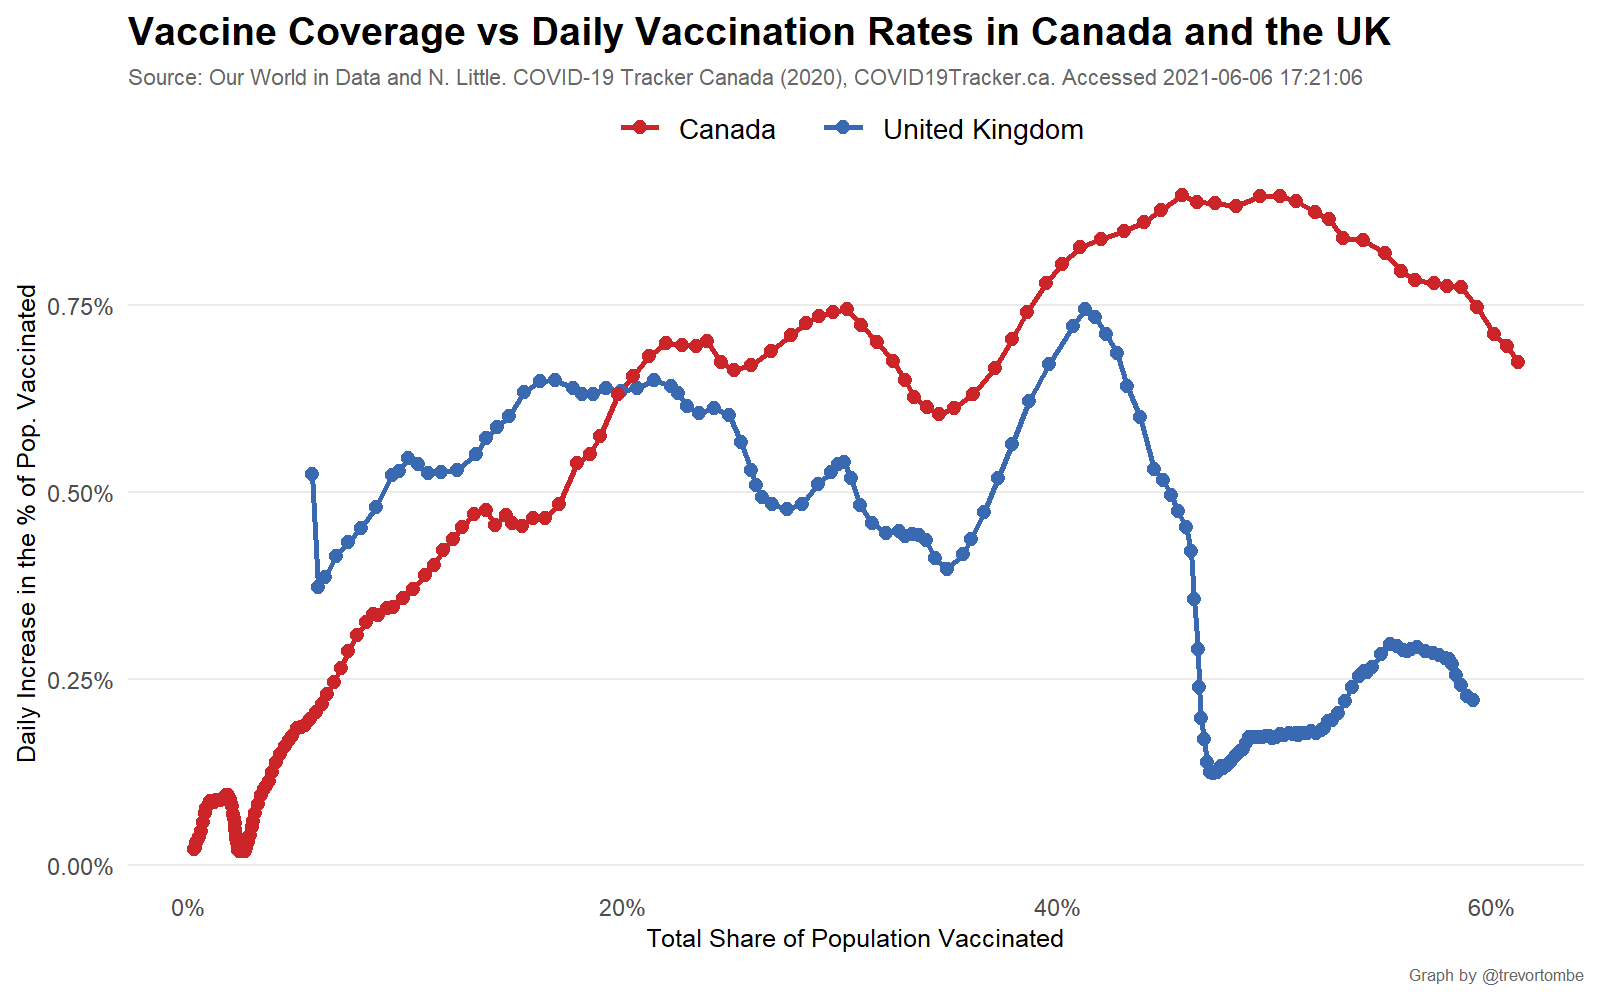 Vaccine Coverage vs Daily Vaccination Rates in Canada and the UK
Source: Our World in Data and N. Little. COVID-19 Tracker Canada (2020), COVID19Tracker.ca. Accessed 2021-06-06 17:21:06
Canada
United Kingdom
Daily Increase in the % of Pop. Vaccinated
0.75%
0.50%
0.25%
0.00%
0%
20%
40%
60%
Total Share of Population Vaccinated
Graph by @trevortombe